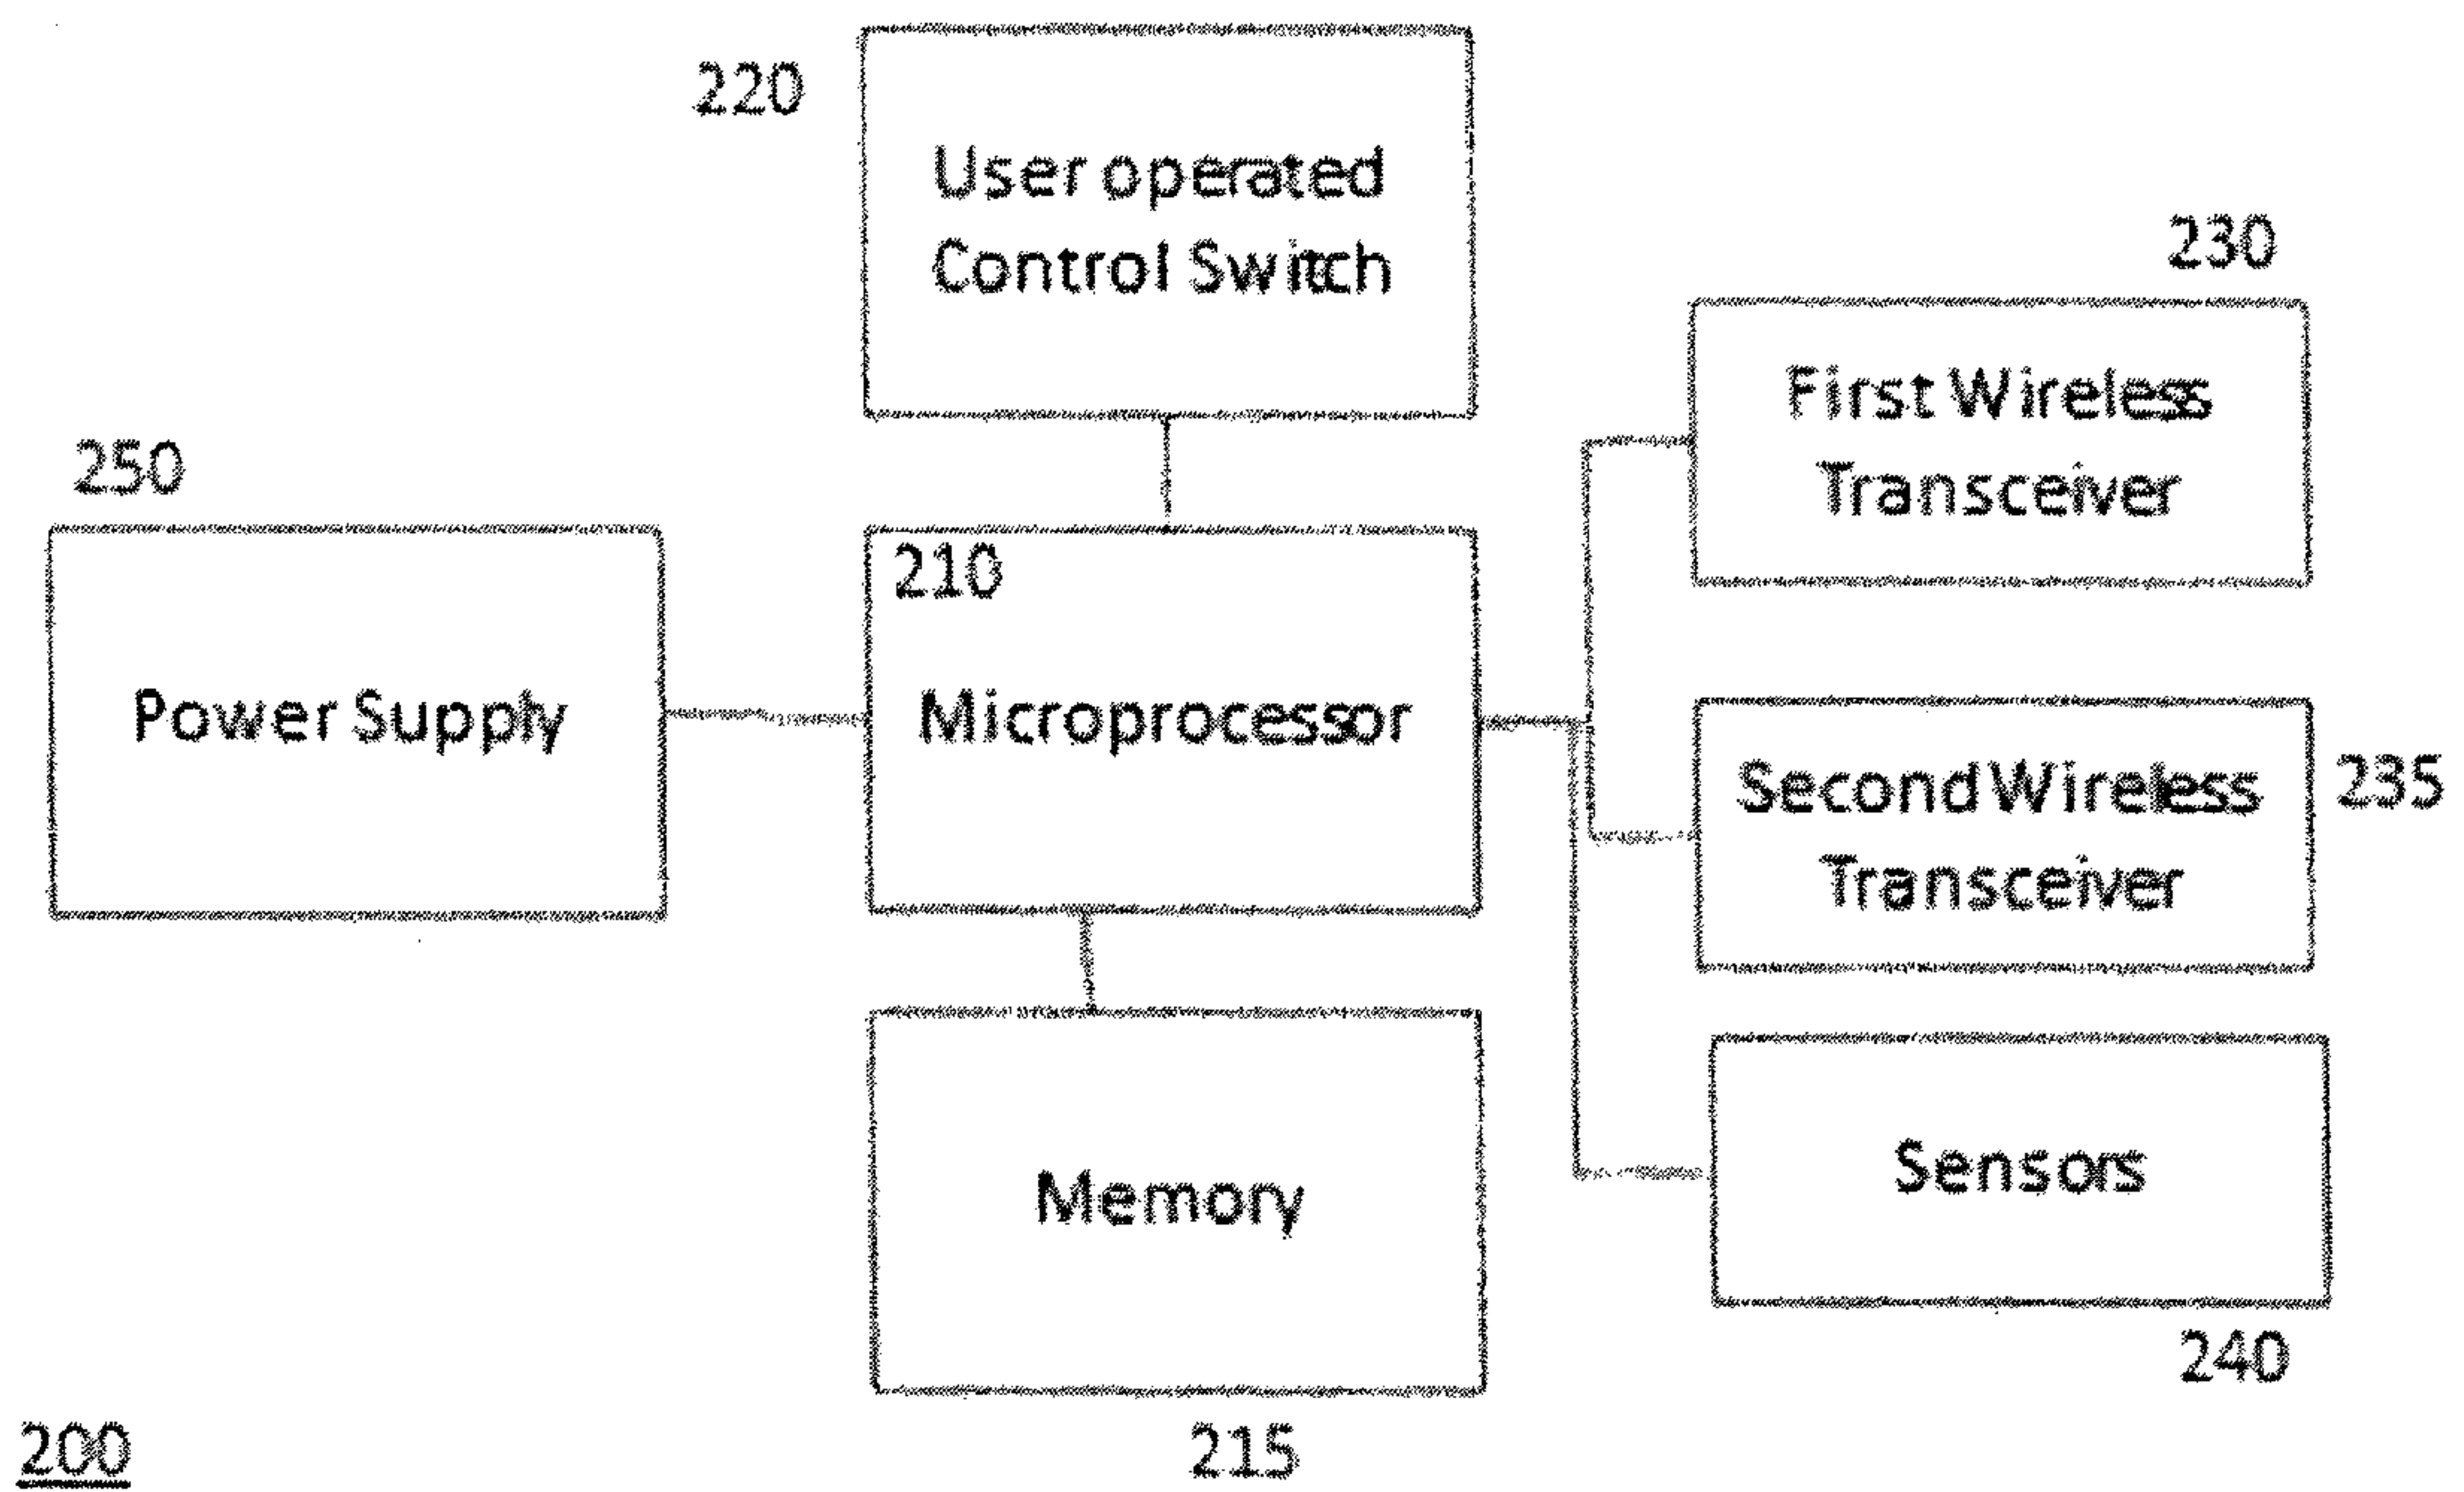 220
User operated
Control Switch
230
First Wireless
Transceiver
250
Power Supply
210
Microprocessor
Second Wireless
Transceiver
235
Memory
215
Sensors
240
200